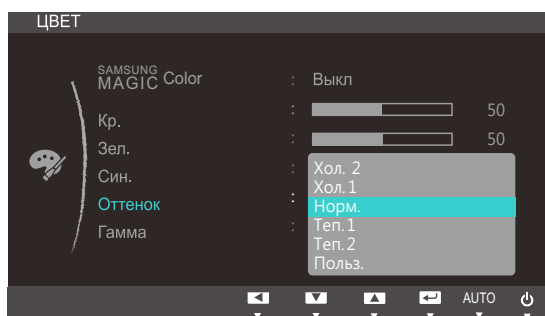 ЦВЕТ
SAMSUNG MAGIC Color : Выкл
Кр. : 50
Зел. : 50
Син. :
Оттенок :
Гамма :
Хол. 2
Хол.1
Норм.
Теп.1
Теп.2
Польз.
AUTO